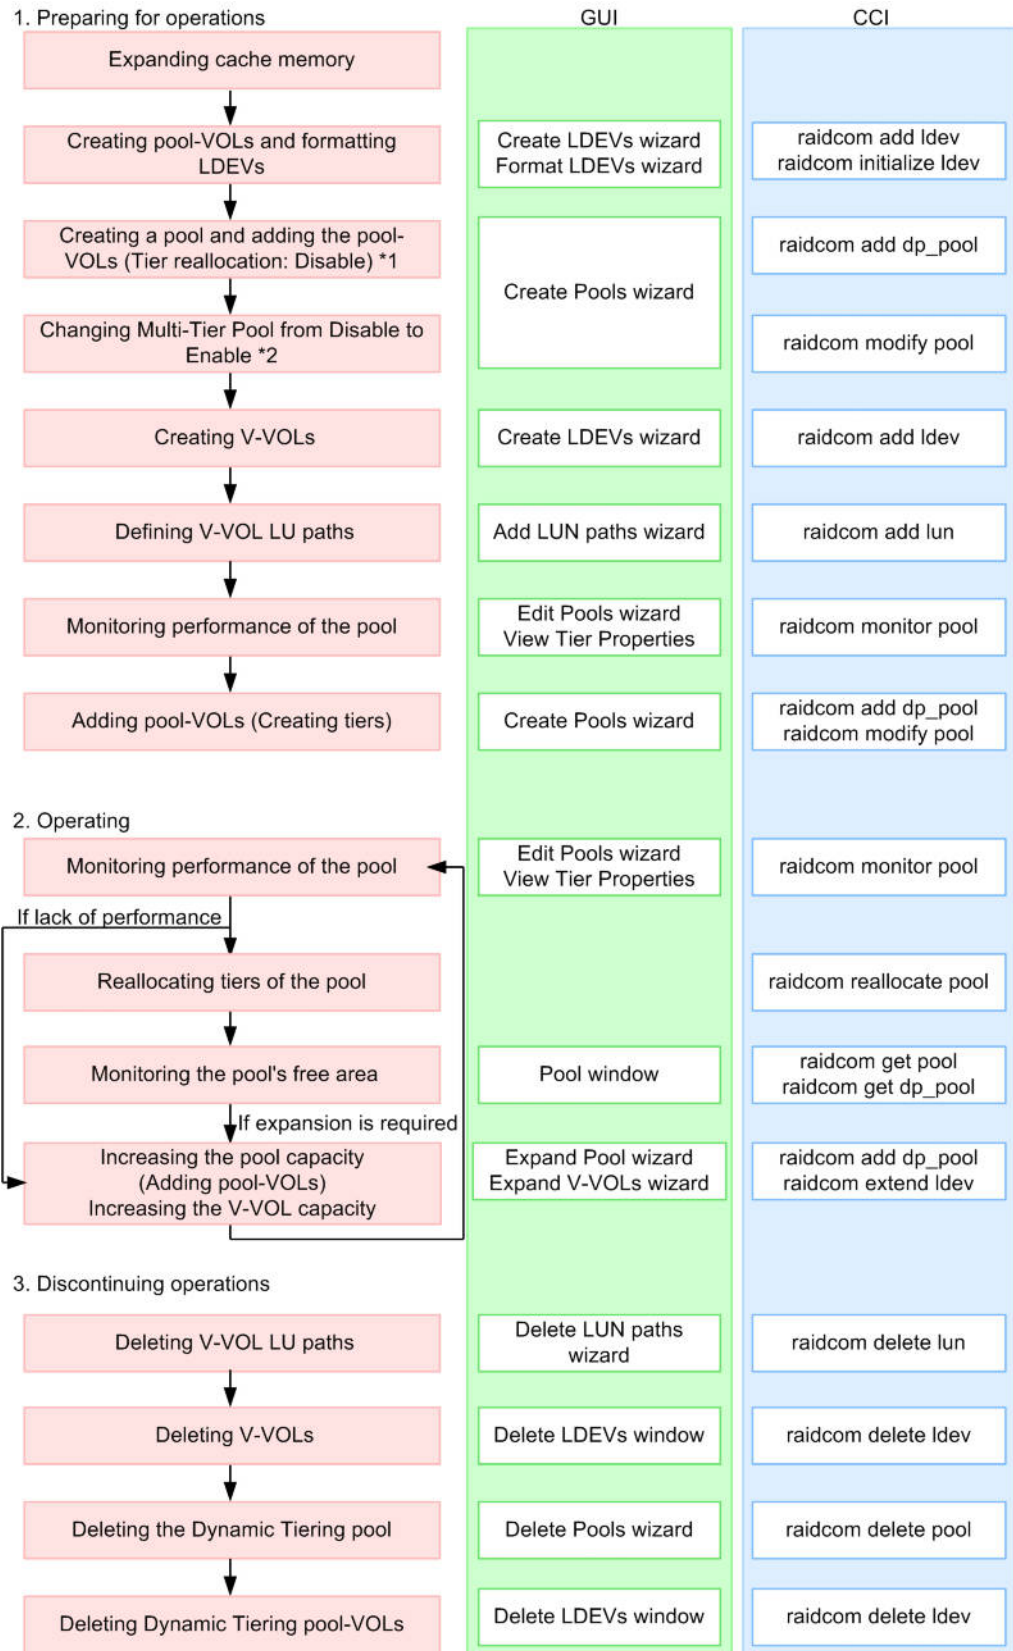 1. Preparing for operations
GUI
CCI
Expanding cache memory
Creating pool-VOLs and formatting
LDEVs
Create LDEVs wizard
Format LDEVs wizard
raidcom add ldev
raidcom initialize ldev
Creating a pool and adding the pool-
VOLs (Tier reallocation: Disable) *1
Create Pools wizard
raidcom add dp_pool
Changing Multi-Tier Pool from Disable to
Enable *2
raidcom modify pool
Creating V-VOLs
Create LDEVs wizard
raidcom add ldev
Defining V-VOL LU paths
Add LUN paths wizard
raidcom add lun
Monitoring performance of the pool
Edit Pools wizard
View Tier Properties
raidcom monitor pool
Adding pool-VOLs (Creating tiers)
Create Pools wizard
raidcom add dp_pool
raidcom modify pool
2. Operating
Monitoring performance of the pool
Edit Pools wizard
View Tier Properties
raidcom monitor pool
If lack of performance
Reallocating tiers of the pool
raidcom reallocate pool
Monitoring the pool's free area
Pool window
raidcom get pool
raidcom get dp_pool
If expansion is required
Increasing the pool capacity
(Adding pool-VOLs)
Increasing the V-VOL capacity
Expand Pool wizard
Expand V-VOLs wizard
raidcom add dp_pool
raidcom extend ldev
3. Discontinuing operations
Deleting V-VOL LU paths
Delete LUN paths
wizard
raidcom delete lun
Deleting V-VOLs
Delete LDEVs window
raidcom delete ldev
Deleting the Dynamic Tiering pool
Delete Pools wizard
raidcom delete pool
Deleting Dynamic Tiering pool-VOLs
Delete LDEVs window
raidcom delete ldev